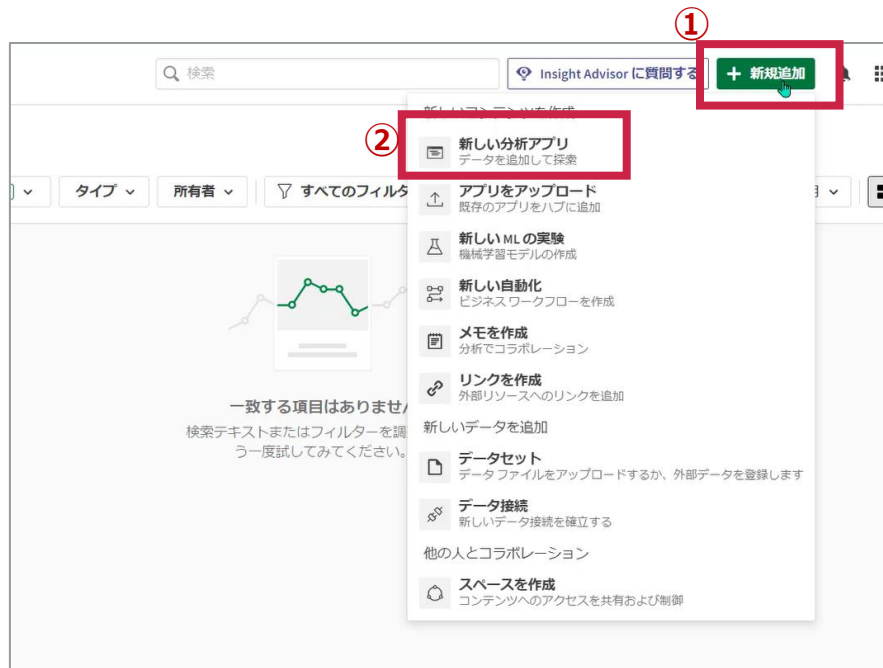 ①
検索
Insight Advisor に質問する
+ 新規追加
新しいコンテンツを作成
②
新しい分析アプリ
データを追加して探索
タイプ
所有者
すべてのフィルタ
アプリをアップロード
既存のアプリをハブに追加
新しい ML の実験
機械学習モデルの作成
新しい自動化
ビジネス ワークフローを作成
メモを作成
分析でコラボレーション
リンクを作成
外部リソースへのリンクを追加
一致する項目はありません
検索テキストまたはフィルターを調
う一度試してみてください。
新しいデータを追加
データセット
データ ファイルをアップロードするか、外部データを登録します
データ接続
新しいデータ接続を確立する
他の人とコラボレーション
スペースを作成
コンテンツへのアクセスを共有および制御